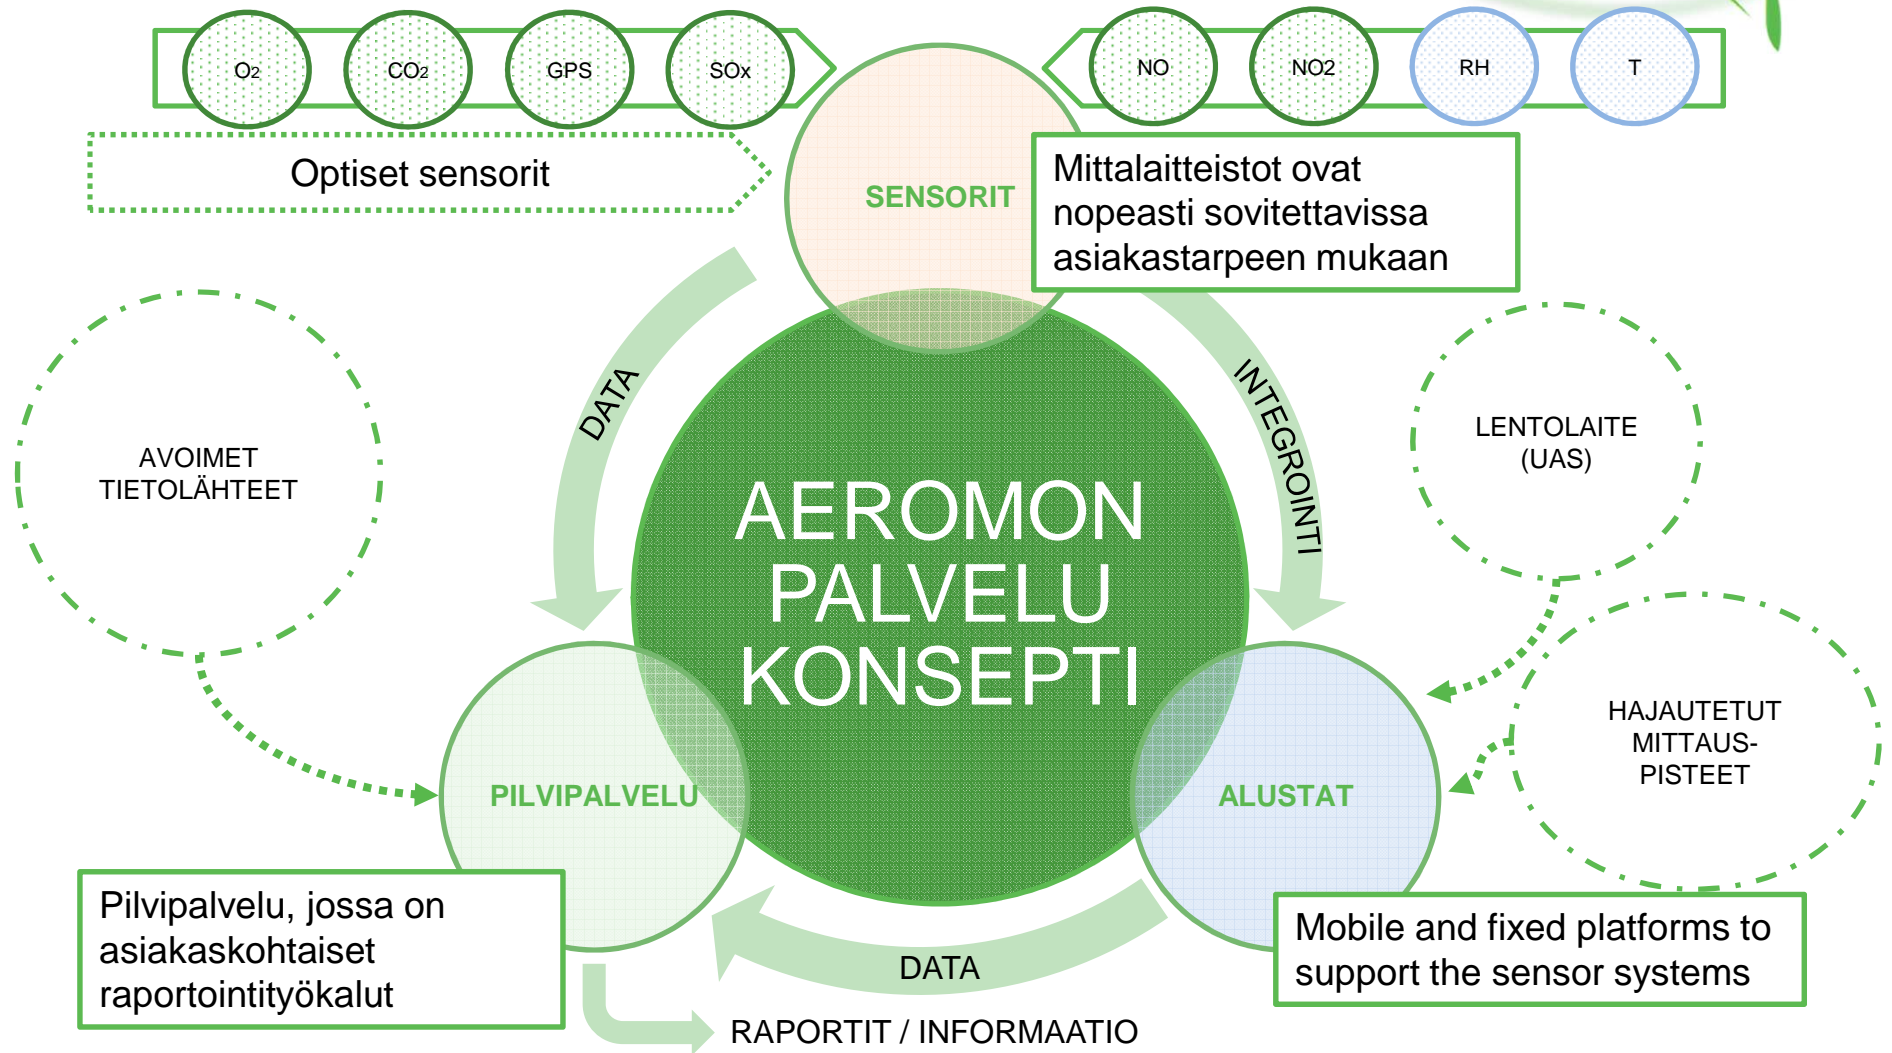 O2
CO2
GPS
SOx
NO
NO2
RH
T
Optiset sensorit
SENSORIT
Mittalaitteistot ovat
nopeasti sovitettavissa
asiakastarpeen mukaan
DATA
INTEGROINTI
AVOIMET
TIETOLÄHTEET
LENTOLAITE
(UAS)
AEROMON
PALVELU
KONSEPTI
HAJAUTETUT
MITTAUS-
PISTEET
PILVIPALVELU
ALUSTAT
Pilvipalvelu, jossa on
asiakaskohtaiset
raportointityökalut
DATA
Mobile and fixed platforms to
support the sensor systems
RAPORTIT / INFORMAATIO